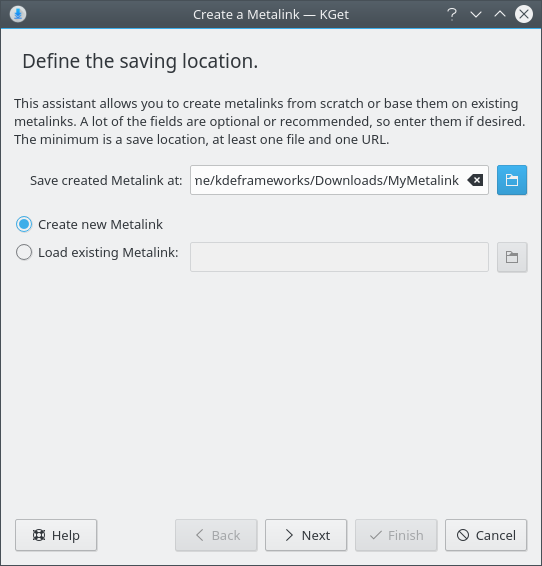 Create a Metalink — KGet
Define the saving location.
This assistant allows you to create metalinks from scratch or base them on existing
metalinks. A lot of the fields are optional or recommended, so enter them if desired.
The minimum is a save location, at least one file and one URL.
Save created Metalink at: ne/kdeframeworks/Downloads/MyMetalink
Create new Metalink
Load existing Metalink:
Help Back Next Finish Cancel